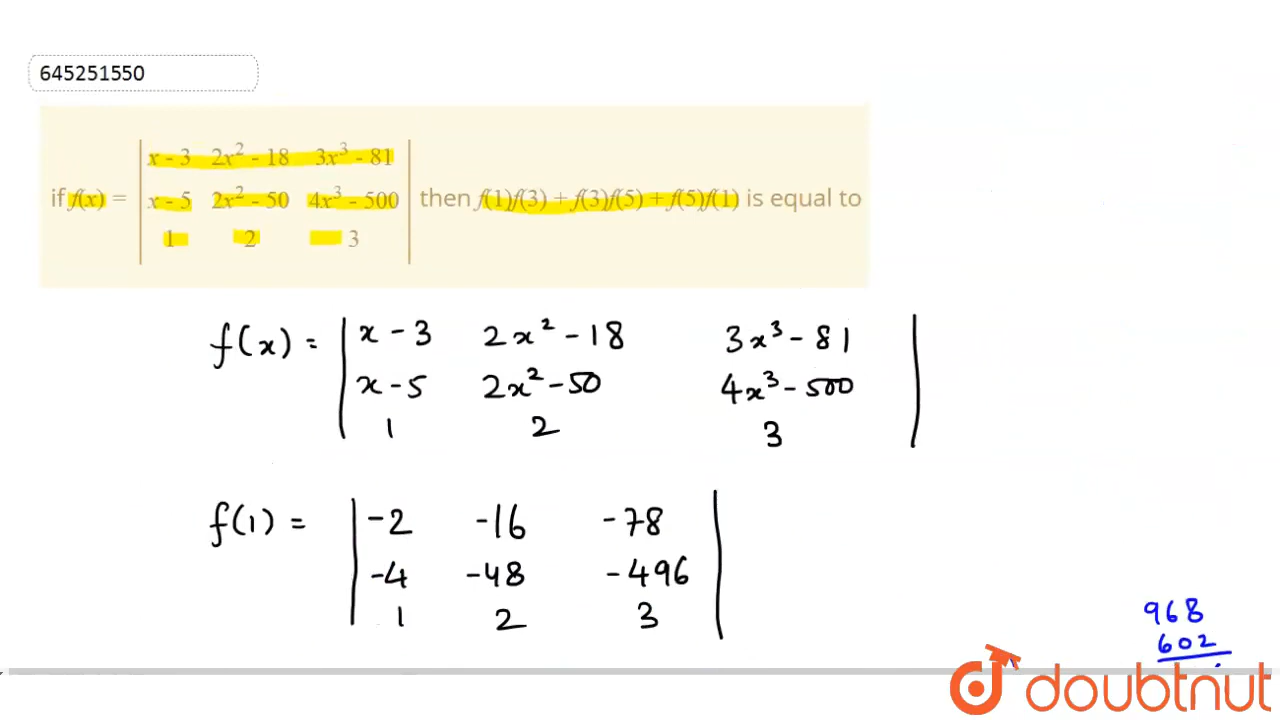 645251550
x - 3 2x² - 18 3x³ - 81
if f(x) = x - 5 2x² - 50 4x³ - 500 then f(1)f(3) + f(3)f(5) + f(5)f(1) is equal to
1 2 3
f(x) = | x - 3 2x² - 18 3x³ - 81 |
x - 5 2x² - 50 4x³ - 500
1 2 3
f(1) = | -2 -16 -78 |
-4 -48 -496
1 2 3
968
602
doubtnut